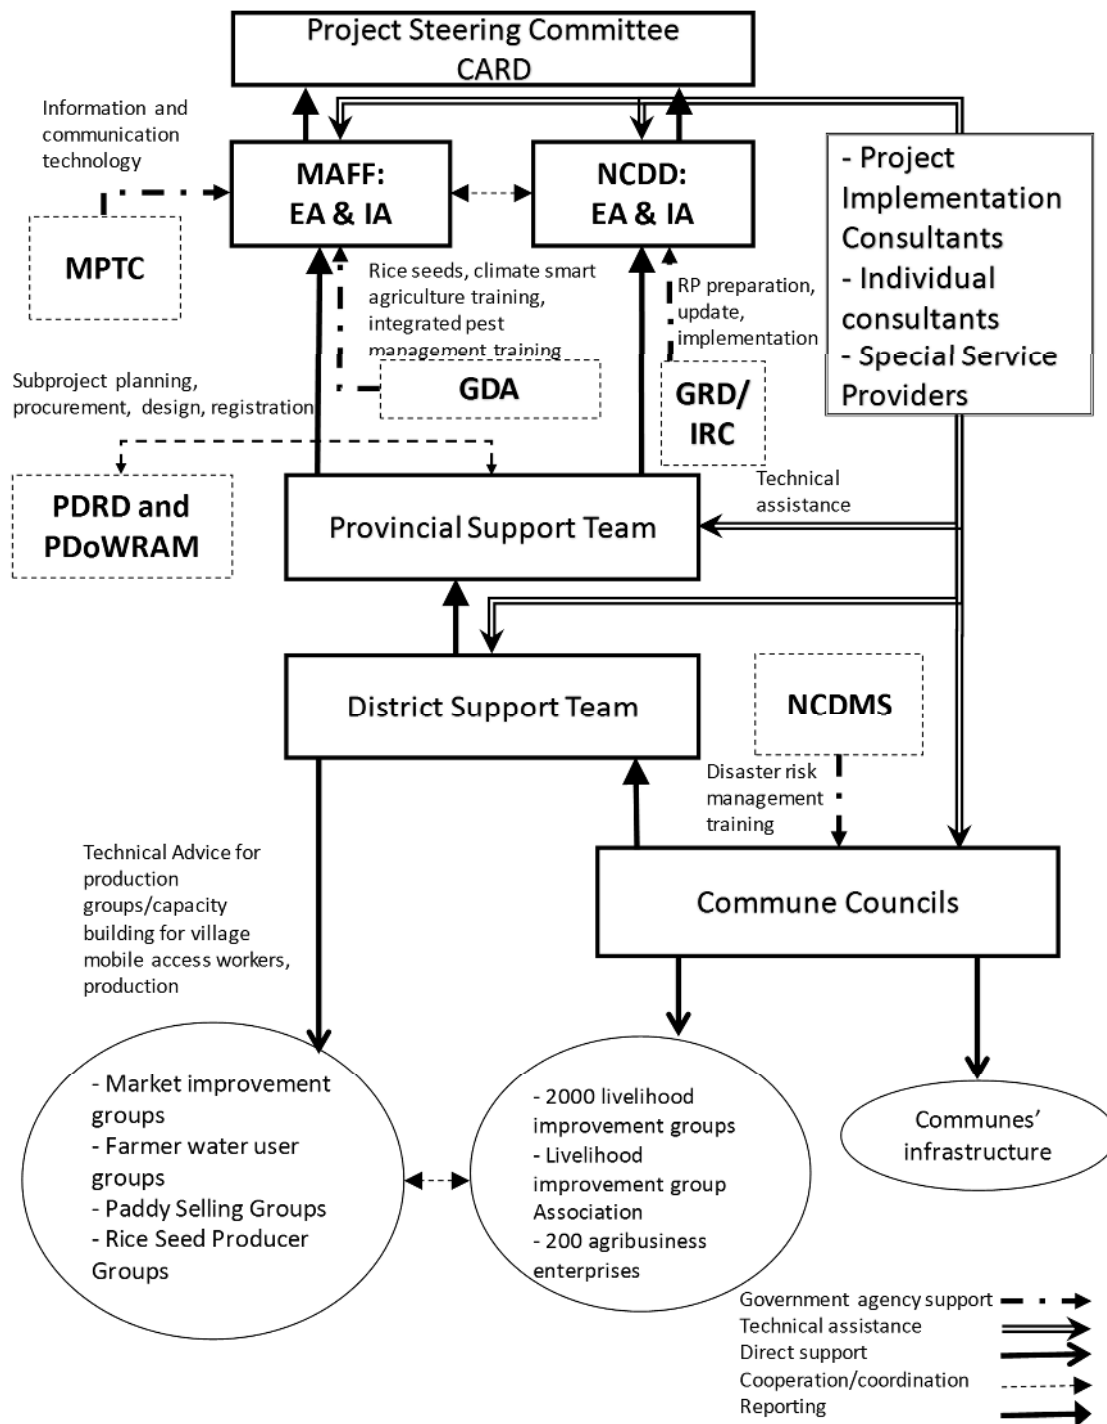 Project Steering Committee
CARD
Information and
communication
technology
MAFF:
EA & IA
NCDD:
EA & IA
- Project
Implementation
Consultants
- Individual
consultants
- Special Service
Providers
MPTC
Rice seeds, climate smart
agriculture training,
integrated pest
management training
RP preparation,
update,
implementation
GDA
GRD/
IRC
Subproject planning,
procurement, design, registration
PDRD and
PDoWRAM
Provincial Support Team
Technical
assistance
District Support Team
NCDMS
Disaster risk
management
training
Technical Advice for
production
groups/capacity
building for village
mobile access workers,
production
Commune Councils
- Market improvement
groups
- Farmer water user
groups
- Paddy Selling Groups
- Rice Seed Producer
Groups
- 2000 livelihood
improvement groups
- Livelihood
improvement group
Association
- 200 agribusiness
enterprises
Communes’
infrastructure
Government agency support
Technical assistance
Direct support
Cooperation/coordination
Reporting